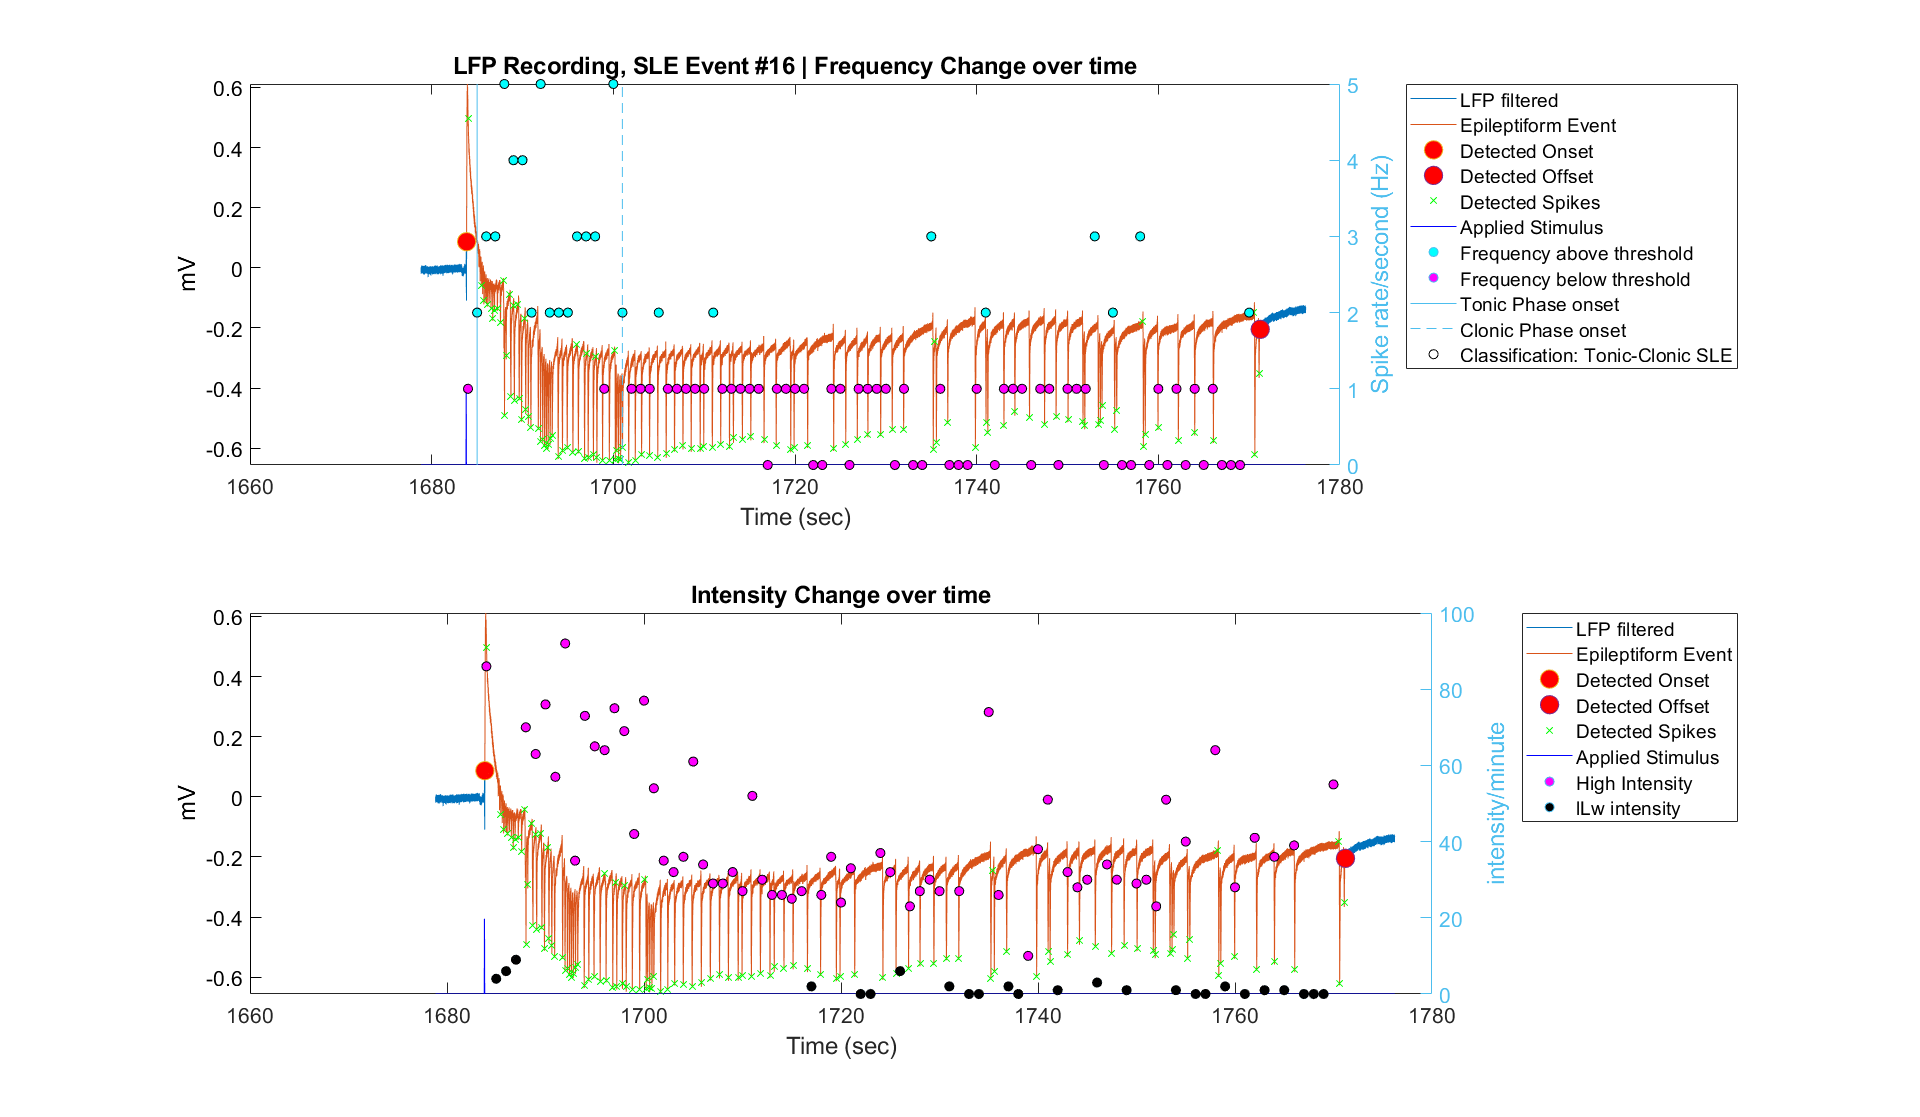 LFP Recording, SLE Event #16 | Frequency Change over time
0.6
0.4
0.2
0
-0.2
-0.4
-0.6
mV
5
4
3
2
1
0
Spike rate/second (Hz)
1660 1680 1700 1720 1740 1760 1780
Time (sec)
LFP filtered
Epileptiform Event
Detected Onset
Detected Offset
Detected Spikes
Applied Stimulus
Frequency above threshold
Frequency below threshold
Tonic Phase onset
Clonic Phase onset
Classification: Tonic-Clonic SLE
Intensity Change over time
0.6
0.4
0.2
0
-0.2
-0.4
-0.6
mV
100
80
60
40
20
0
intensity/minute
1660 1680 1700 1720 1740 1760 1780
Time (sec)
LFP filtered
Epileptiform Event
Detected Onset
Detected Offset
Detected Spikes
Applied Stimulus
High Intensity
lLw intensity